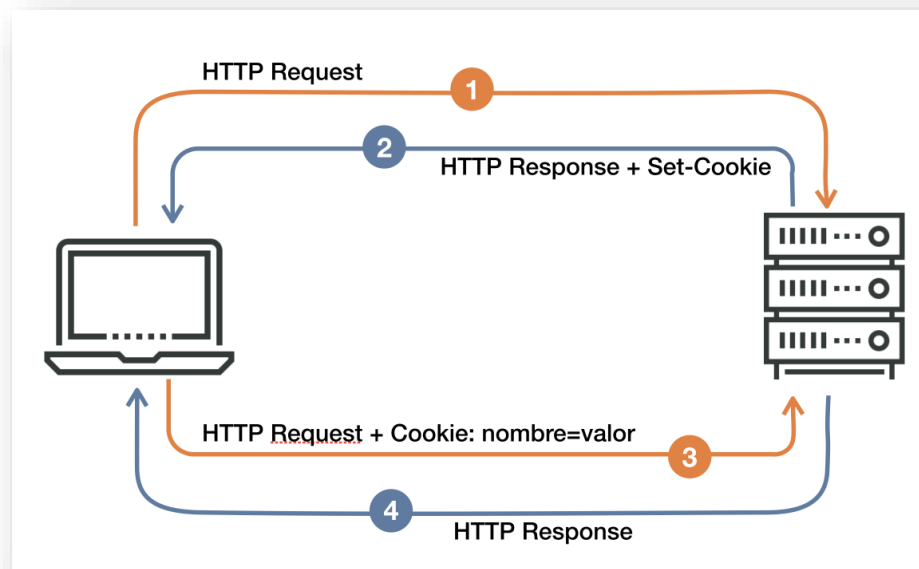 HTTP Request
1
2
HTTP Response + Set-Cookie
HTTP Request + Cookie: nombre=valor
3
4
HTTP Response